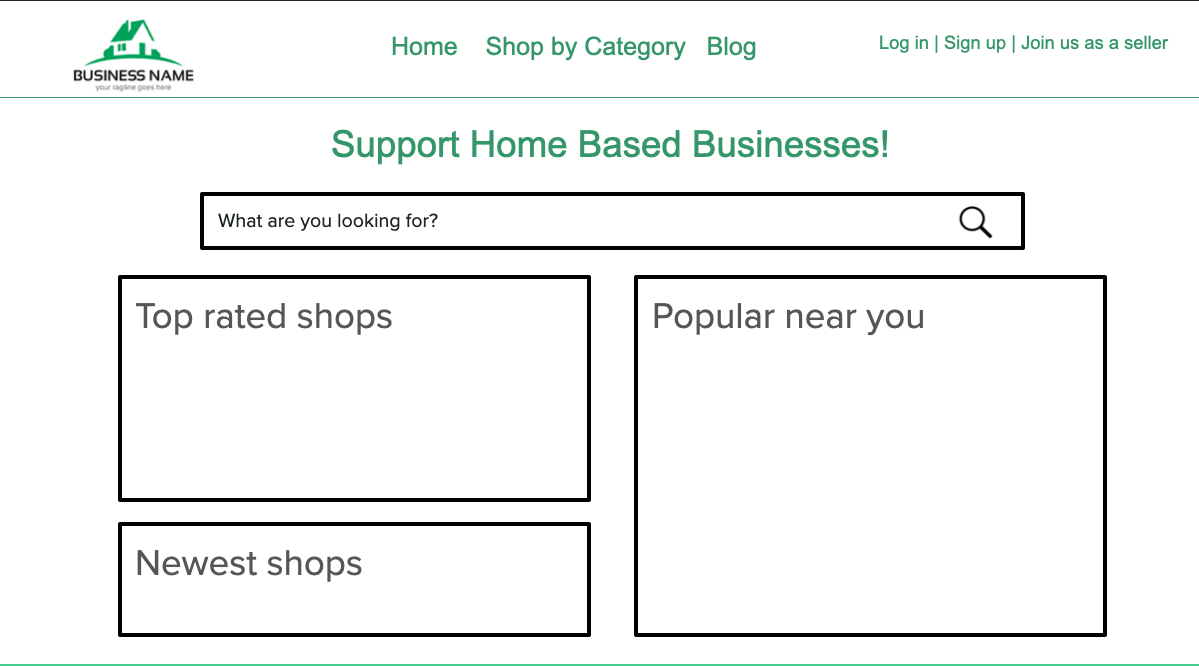 BUSINESS NAME
your tagline goes here
Home Shop by Category Blog
Log in | Sign up | Join us as a seller
Support Home Based Businesses!
What are you looking for?
Top rated shops
Popular near you
Newest shops